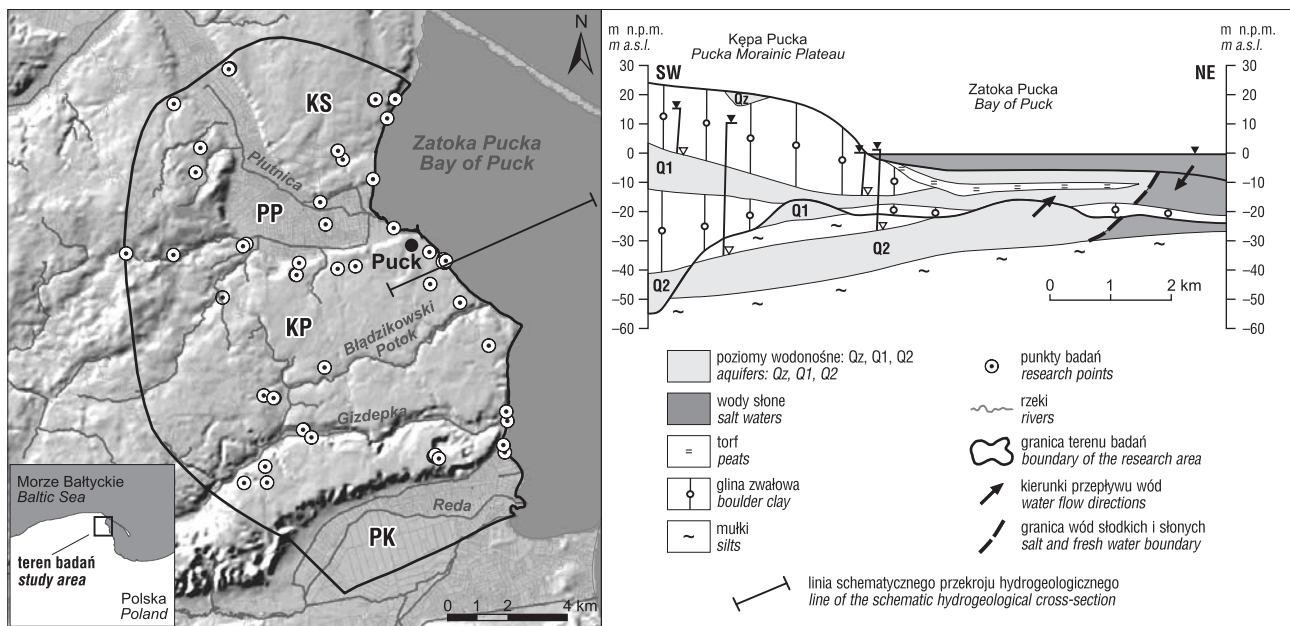 N
KS
Zatoka Pucka
Bay of Puck
Plutnica
PP
Puck
KP
Błądzikowski
Potok
Gizdepka
Reda
PK
Morze Bałtyckie
Baltic Sea
teren badań
study area
Polska
Poland
0 1 2 4 km
m n.p.m.
m a.s.l.
Kępa Pucka
Pucka Morainic Plateau
m n.p.m.
m a.s.l.
SW
NE
Zatoka Pucka
Bay of Puck
30
20
10
0
–10
–20
–30
–40
–50
–60
Qz
Q1
Q1
Q2
Q2
30
20
10
0
–10
–20
–30
–40
–50
–60
0 1 2 km
poziomy wodonośne: Qz, Q1, Q2
aquifers: Qz, Q1, Q2
wody słone
salt waters
torf
peats
glina zwałowa
boulder clay
mułki
silts
punkty badań
research points
rzeki
rivers
granica terenu badań
boundary of the research area
kierunki przepływu wód
water flow directions
granica wód słodkich i słonych
salt and fresh water boundary
linia schematycznego przekroju hydrogeologicznego
line of the schematic hydrogeological cross-section